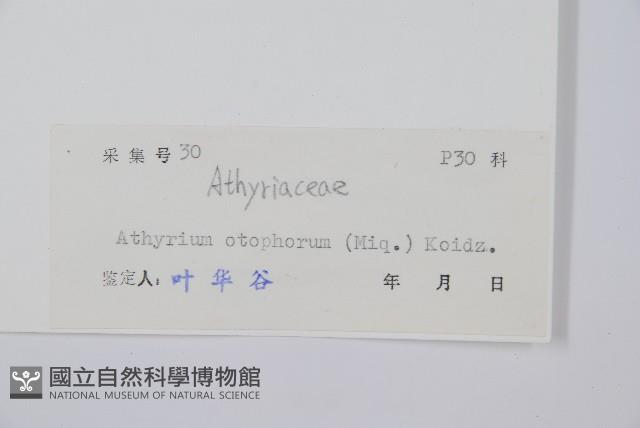 采集号 30 P30 科
Athyriaceae
Athyrium otophorum (Miq.) Koidz.
鉴定人: 叶华谷 年 月 日
國立自然科學博物館
NATIONAL MUSEUM OF NATURAL SCIENCE